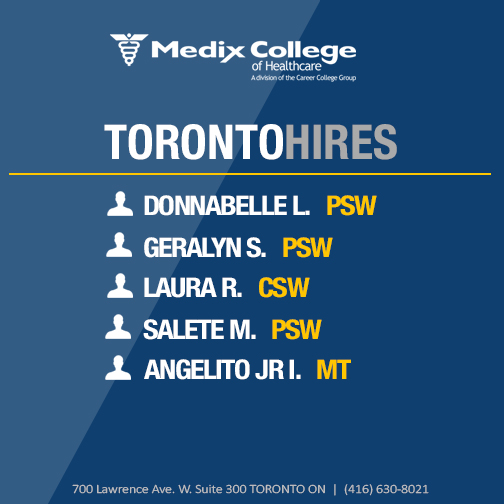 Medix College
of Healthcare
A division of the Career College Group
TORONTOHIRES
DONNABELLE L. PSW
GERALYN S. PSW
LAURA R. CSW
SALETE M. PSW
ANGELITO JR I. MT
700 Lawrence Ave. W. Suite 300 TORONTO ON | (416) 630-8021